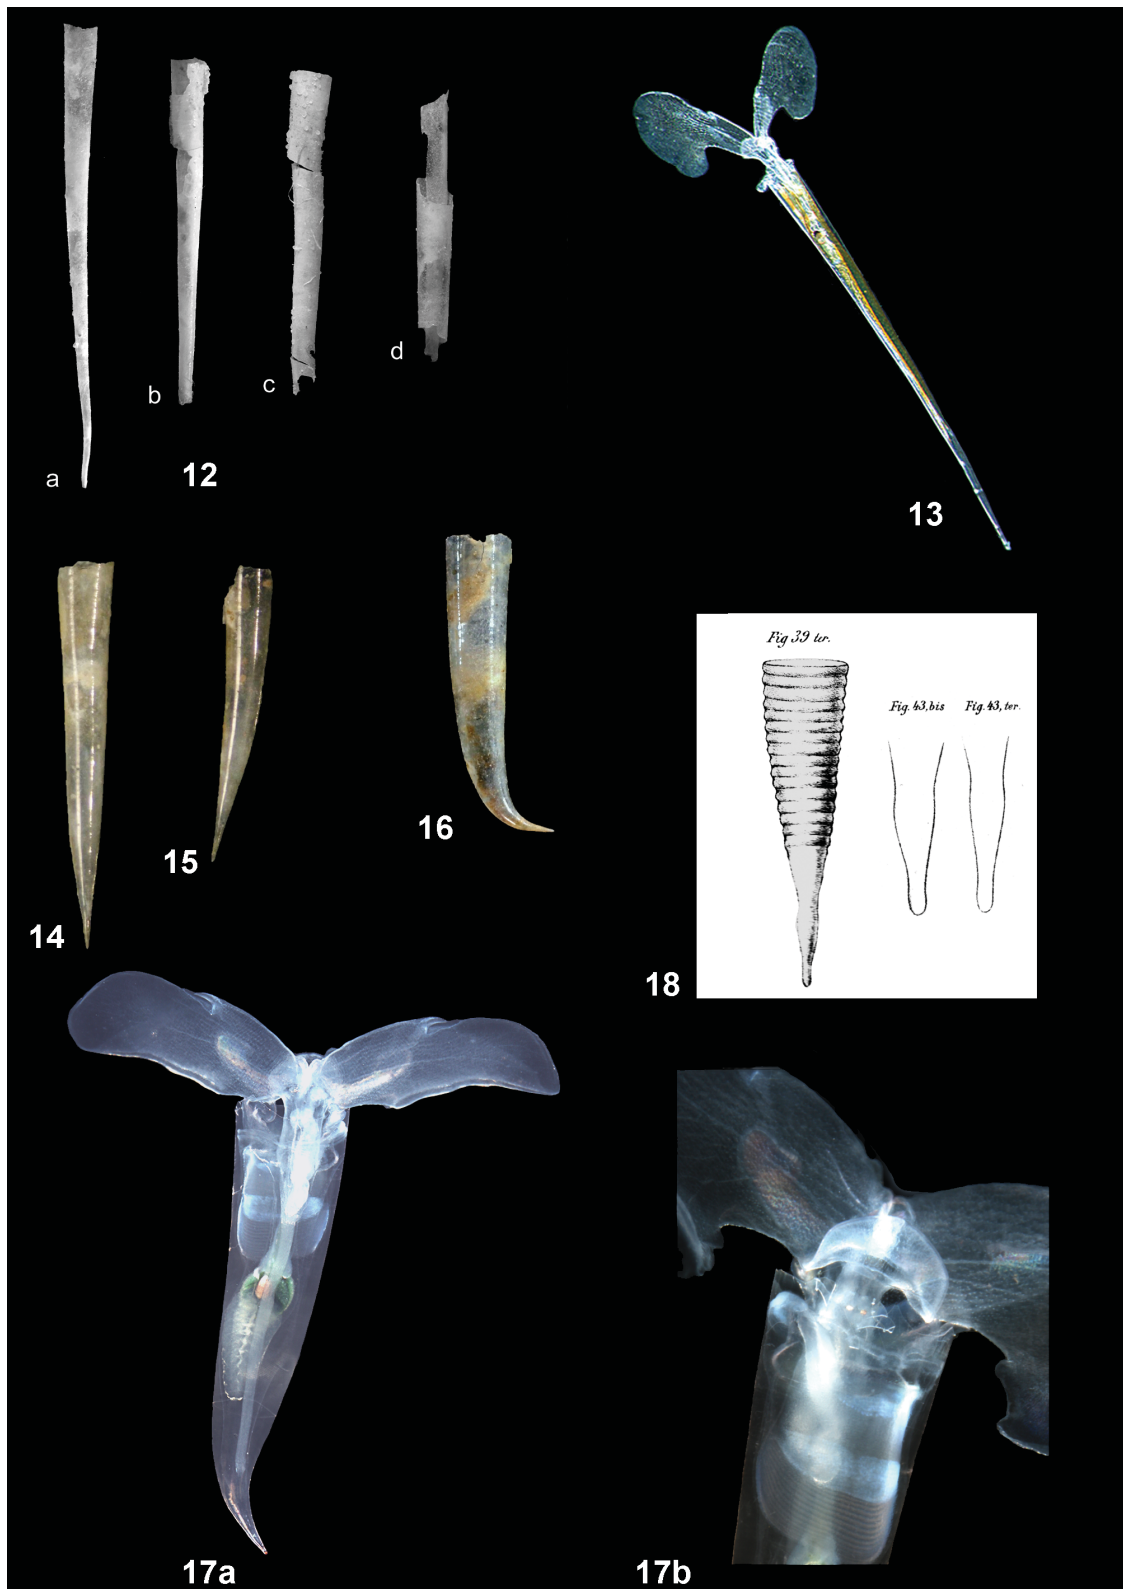 a
b
c
d
12
13
14
15
16
Fig 39 ter.
Fig. 43, bis
Fig. 43, ter.
18
17a
17b